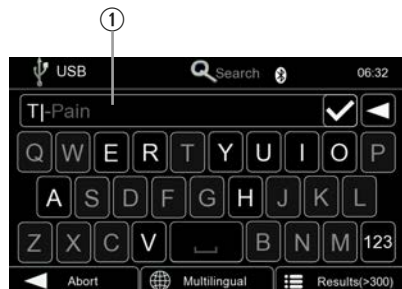 1
USB Search 06:32
T|-Pain
Q W E R T Y U I O P
A S D F G H J K L
Z X C V B N M 123
Abort Multilingual Results(>300)